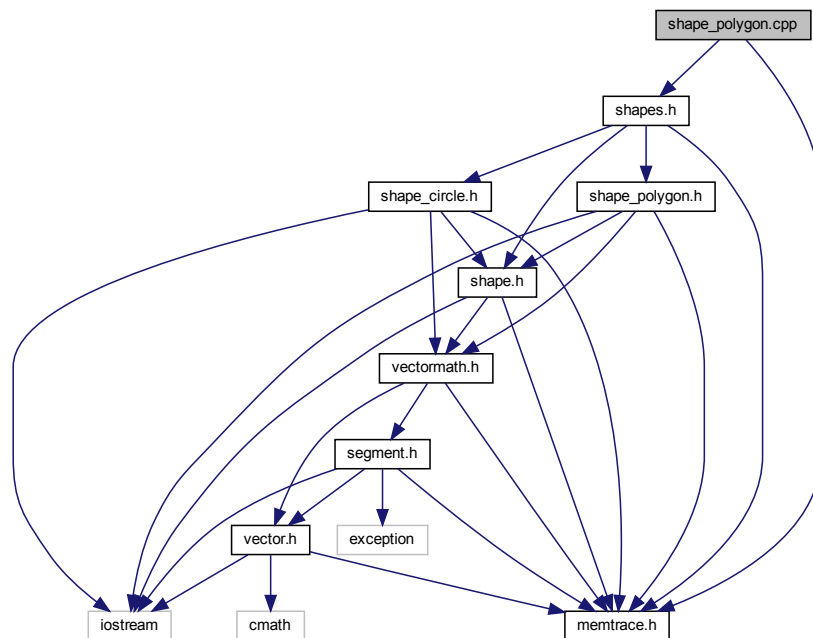 shape_polygon.cpp
shapes.h
shape_circle.h
shape_polygon.h
shape.h
vectormath.h
segment.h
vector.h
exception
iostream
cmath
memtrace.h